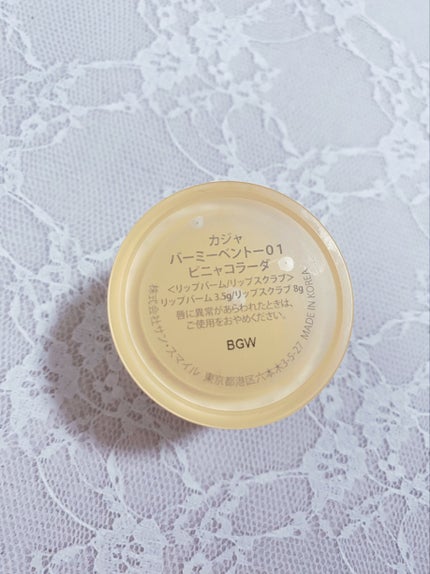 カジャ
バーミーベントー01
ピニャコラーダ
<リップバーム/リップスクラブ>
リップバーム 3.5g/リップスクラブ 8g
唇に異常があらわれたときは、
ご使用をおやめください。
BGW
株式会社サン・スマイル 東京都港区六本木3-5-27 MADE IN KOREA